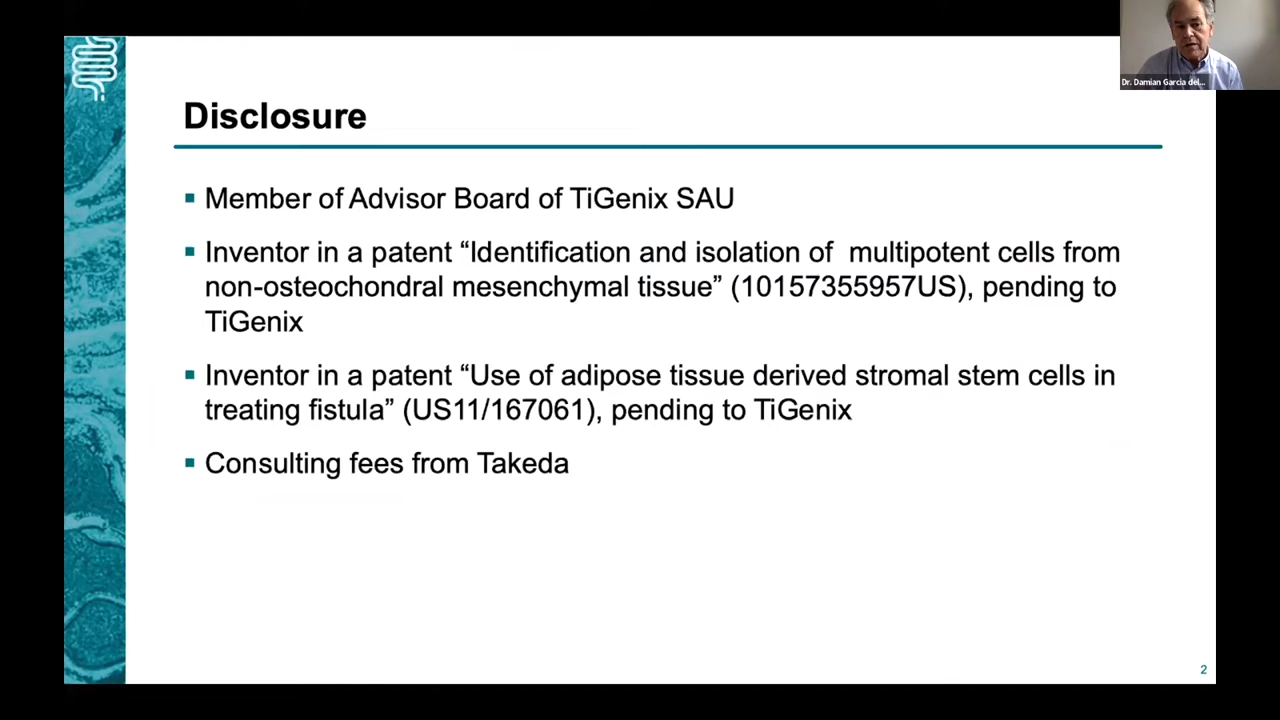 Dr. Damian Garcia del...
Disclosure
▪ Member of Advisor Board of TiGenix SAU
▪ Inventor in a patent “Identification and isolation of  multipotent cells from
non-osteochondral mesenchymal tissue” (10157355957US), pending to
TiGenix
▪ Inventor in a patent “Use of adipose tissue derived stromal stem cells in
treating fistula” (US11/167061), pending to TiGenix
▪ Consulting fees from Takeda
2